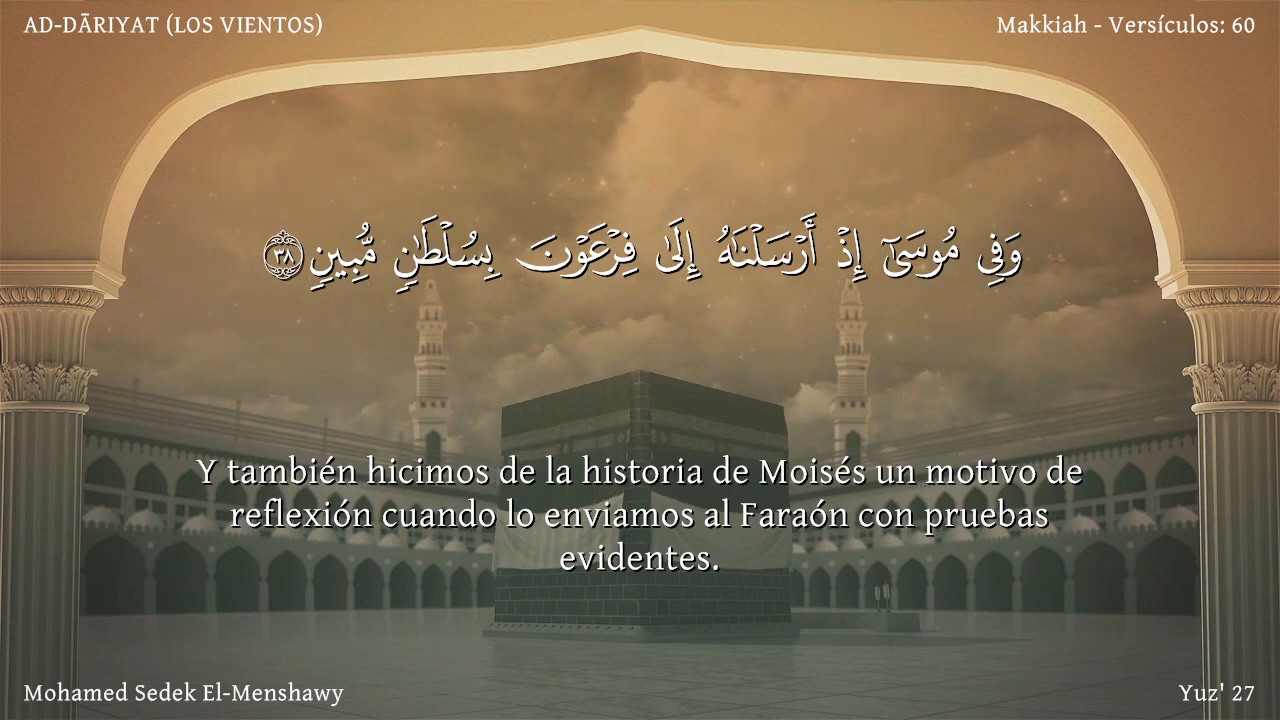 AD-DĀRIYAT (LOS VIENTOS)
Makkiah - Versículos: 60
وَفِي مُوسَىٰٓ إِذْ أَرْسَلْنَٰهُ إِلَىٰ فِرْعَوْنَ بِسُلْطَٰنٍ مُّبِينٍ ٣٨
Y también hicimos de la historia de Moisés un motivo de
reflexión cuando lo enviamos al Faraón con pruebas
evidentes.
Mohamed Sedek El-Menshawy
Yuz' 27